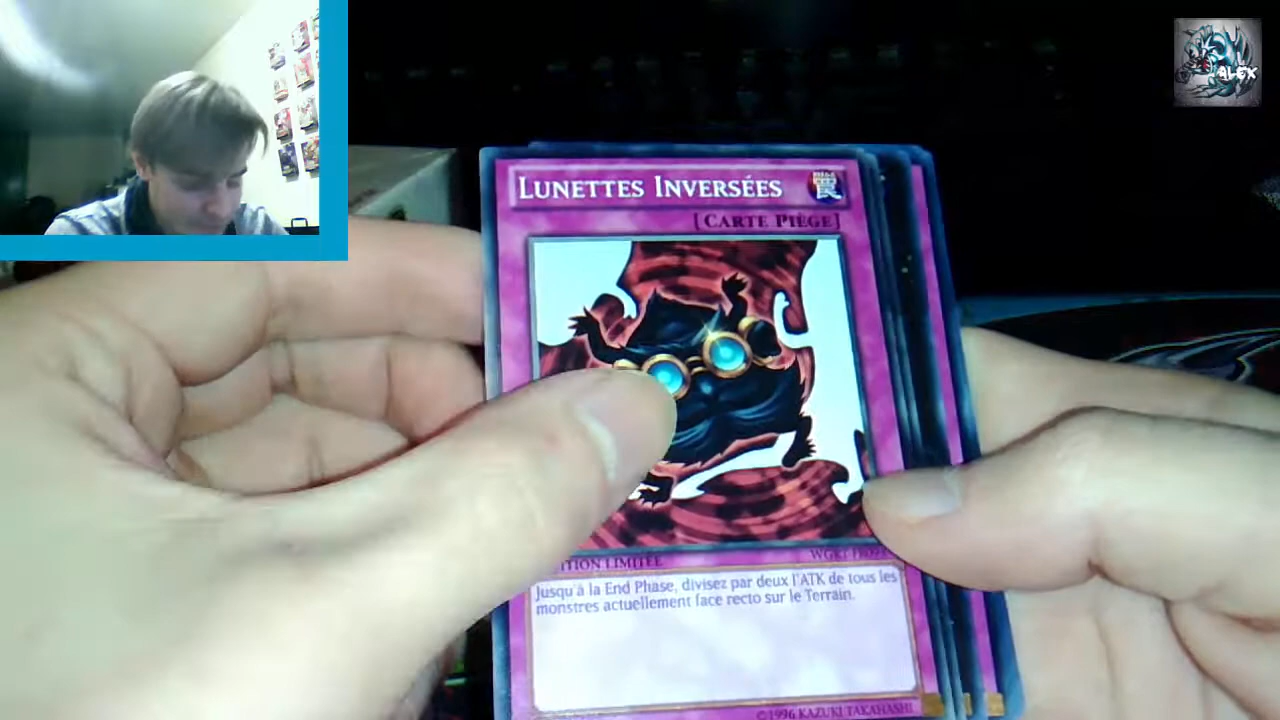 ALEX
LUNETTES INVERSÉES
[CARTE PIÈGE]
TION LIMITÉE
Jusqu'à la End Phase, divisez par deux l'ATK de tous les
monstres actuellement face recto sur le Terrain.
©1996 KAZUKI TAKAHASHI